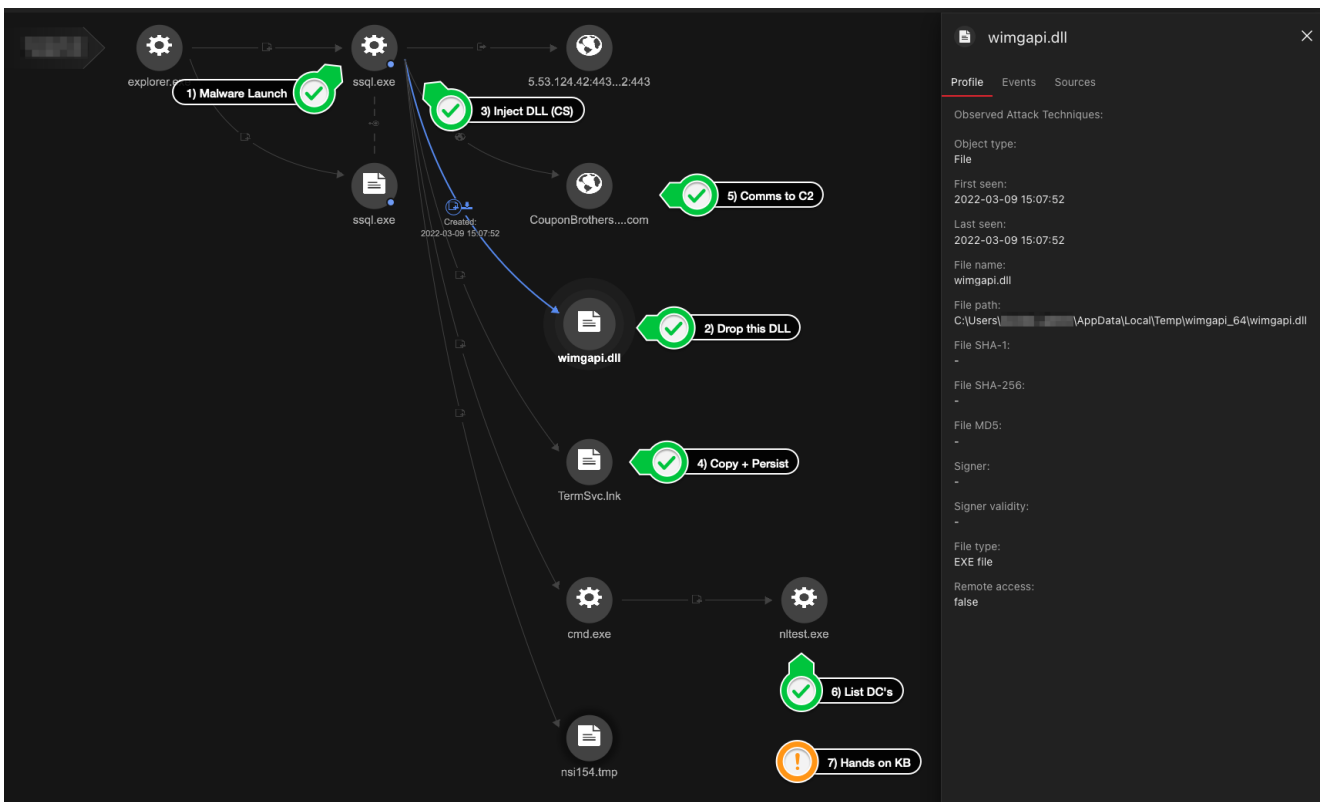 explorer.e
1) Malware Launch
ssql.exe
5.53.124.42:443...2:443
3) Inject DLL (CS)
ssql.exe
Created:
2022-03-09 15:07:52
CouponBrothers....com
5) Comms to C2
wimgapi.dll
2) Drop this DLL
TermSvc.lnk
4) Copy + Persist
cmd.exe
nltest.exe
6) List DC's
nsi154.tmp
7) Hands on KB
wimgapi.dll
Profile Events Sources
Observed Attack Techniques:
Object type:
File
First seen:
2022-03-09 15:07:52
Last seen:
2022-03-09 15:07:52
File name:
wimgapi.dll
File path:
C:\Users\ \AppData\Local\Temp\wimgapi_64\wimgapi.dll
File SHA-1:
-
File SHA-256:
-
File MD5:
-
Signer:
-
Signer validity:
-
File type:
EXE file
Remote access:
false